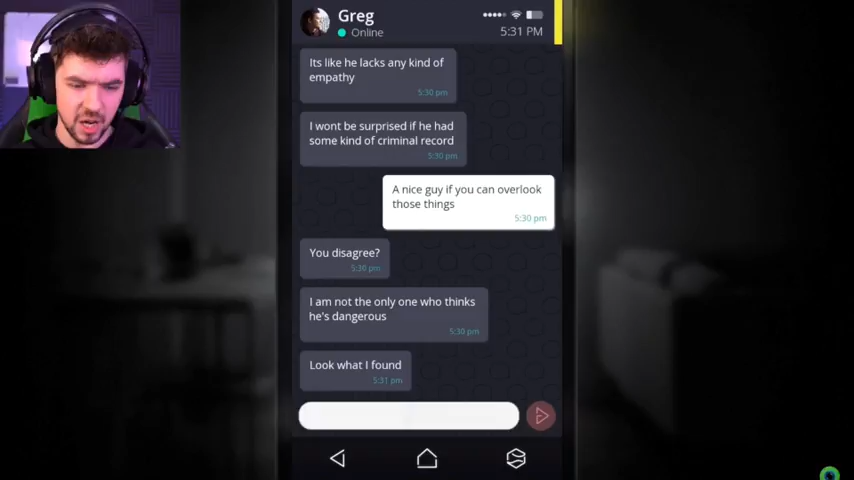 Greg
Online
5:31 PM
Its like he lacks any kind of
empathy
5:30 pm
I wont be surprised if he had
some kind of criminal record
5:30 pm
A nice guy if you can overlook
those things
5:30 pm
You disagree?
5:30 pm
I am not the only one who thinks
he's dangerous
5:30 pm
Look what I found
5:31 pm